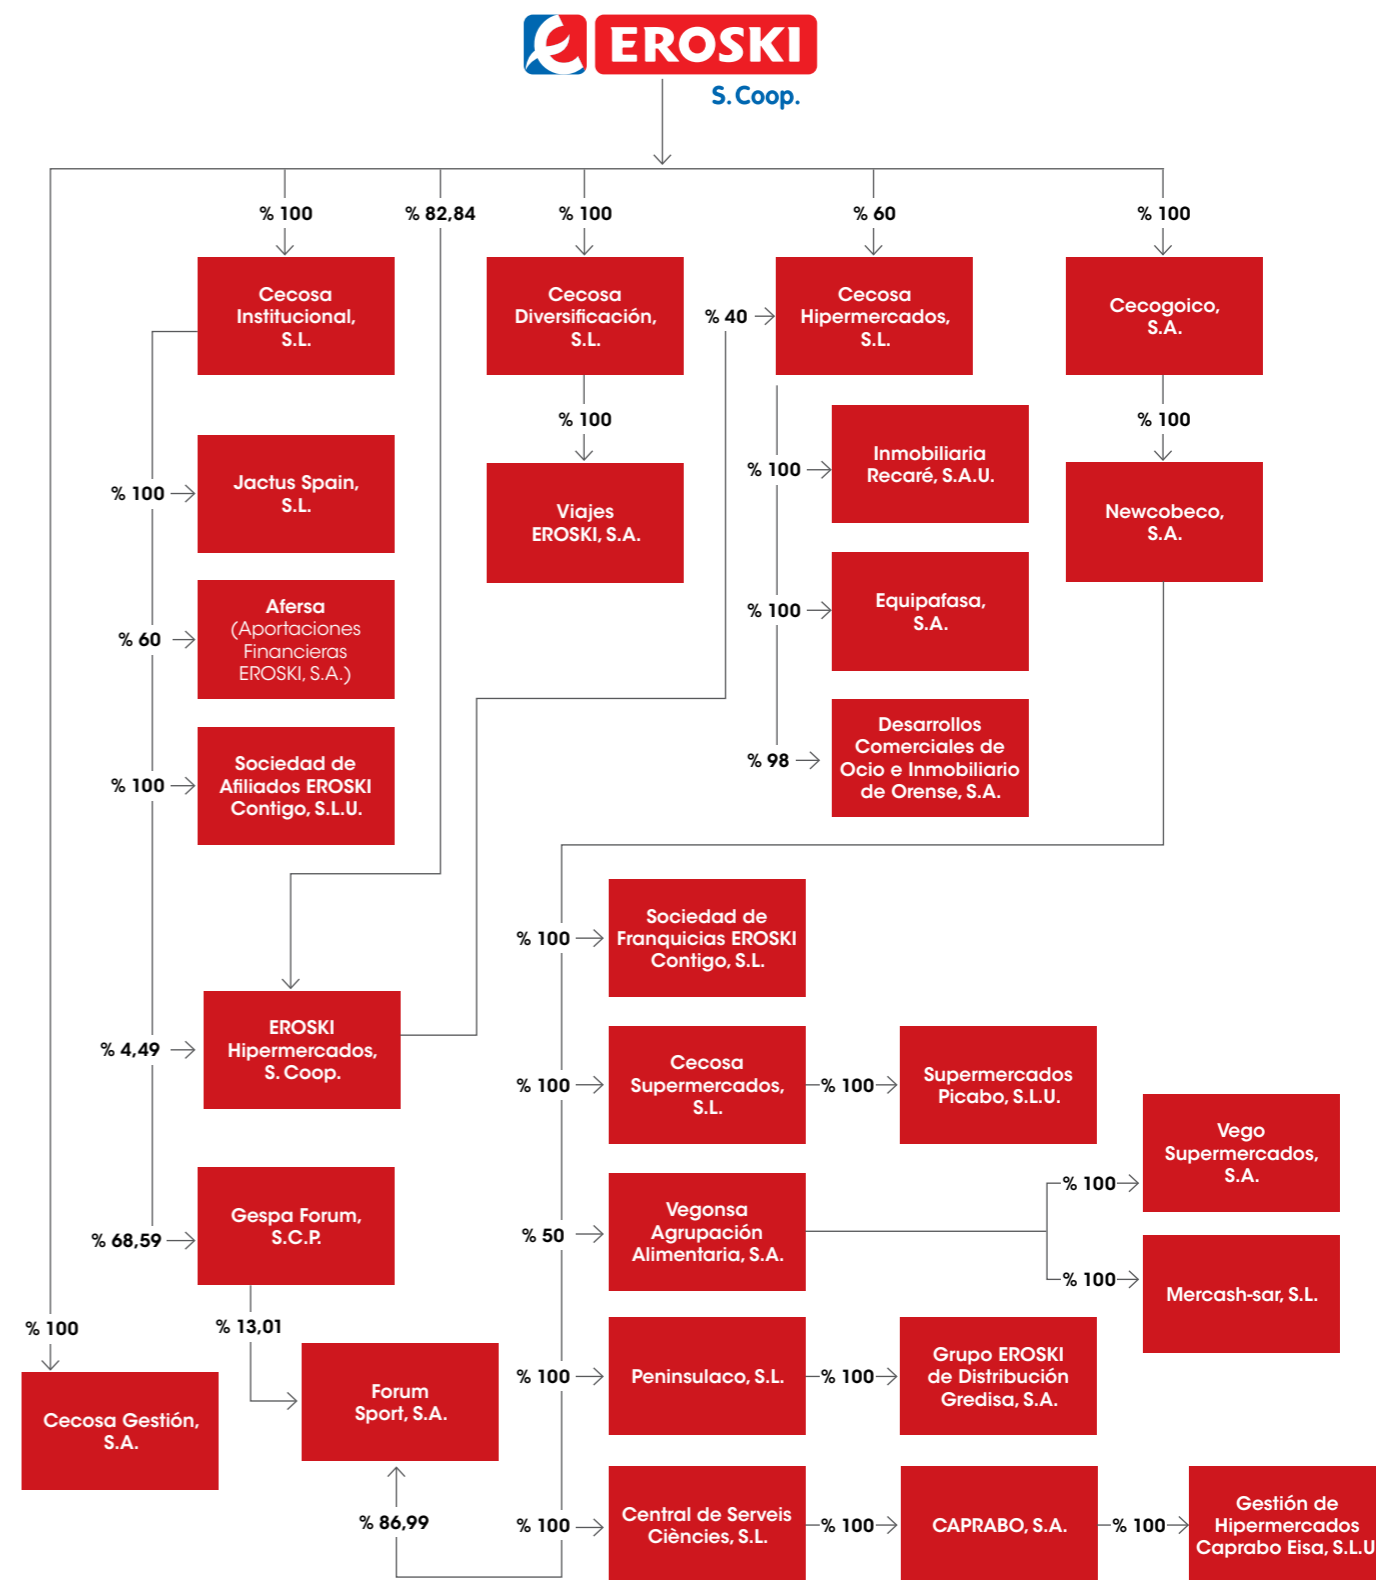 EROSKI
S. Coop.
% 100
% 82,84
% 100
% 60
% 100
Cecosa
Institucional,
S.L.
Cecosa
Diversificación,
S.L.
% 40
Cecosa
Hipermercados,
S.L.
Cecogoico,
S.A.
% 100
% 100
Jactus Spain,
S.L.
% 100
Viajes
EROSKI, S.A.
% 100
Inmobiliaria
Recaré, S.A.U.
Newcobeco,
S.A.
% 60
Afersa
(Aportaciones
Financieras
EROSKI, S.A.)
% 100
Equipafasa,
S.A.
% 100
Sociedad de
Afiliados EROSKI
Contigo, S.L.U.
% 98
Desarrollos
Comerciales de
Ocio e Inmobiliario
de Orense, S.A.
% 100
Sociedad de
Franquicias EROSKI
Contigo, S.L.
% 4,49
EROSKI
Hipermercados,
S. Coop.
% 100
Cecosa
Supermercados,
S.L.
% 100
Supermercados
Picabo, S.L.U.
% 68,59
Gespa Forum,
S.C.P.
% 50
Vegonsa
Agrupación
Alimentaria, S.A.
% 100
Vego
Supermercados,
S.A.
% 100
Mercash-sar, S.L.
% 100
% 13,01
Cecosa Gestión,
S.A.
Forum
Sport, S.A.
% 100
Peninsulaco, S.L.
% 100
Grupo EROSKI
de Distribución
Gredisa, S.A.
% 86,99
% 100
Central de Serveis
Ciències, S.L.
% 100
CAPRABO, S.A.
% 100
Gestión de
Hipermercados
Caprabo Eisa, S.L.U